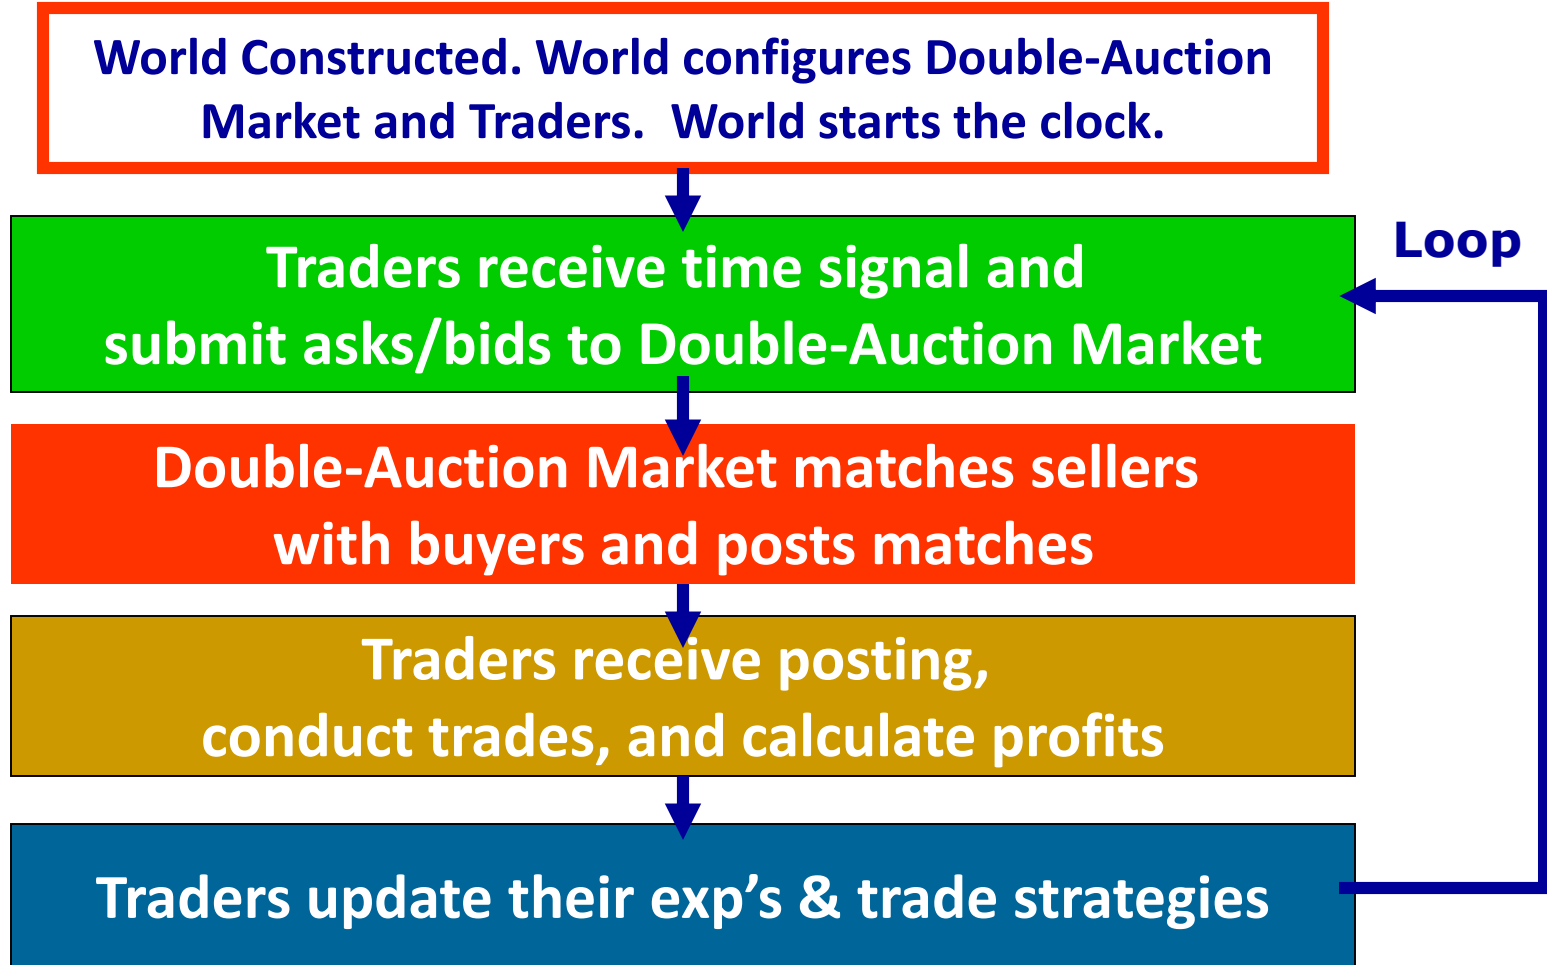 World Constructed. World configures Double-Auction
Market and Traders.  World starts the clock.
Loop
Traders receive time signal and
submit asks/bids to Double-Auction Market
Double-Auction Market matches sellers
with buyers and posts matches
Traders receive posting,
conduct trades, and calculate profits
Traders update their exp’s & trade strategies